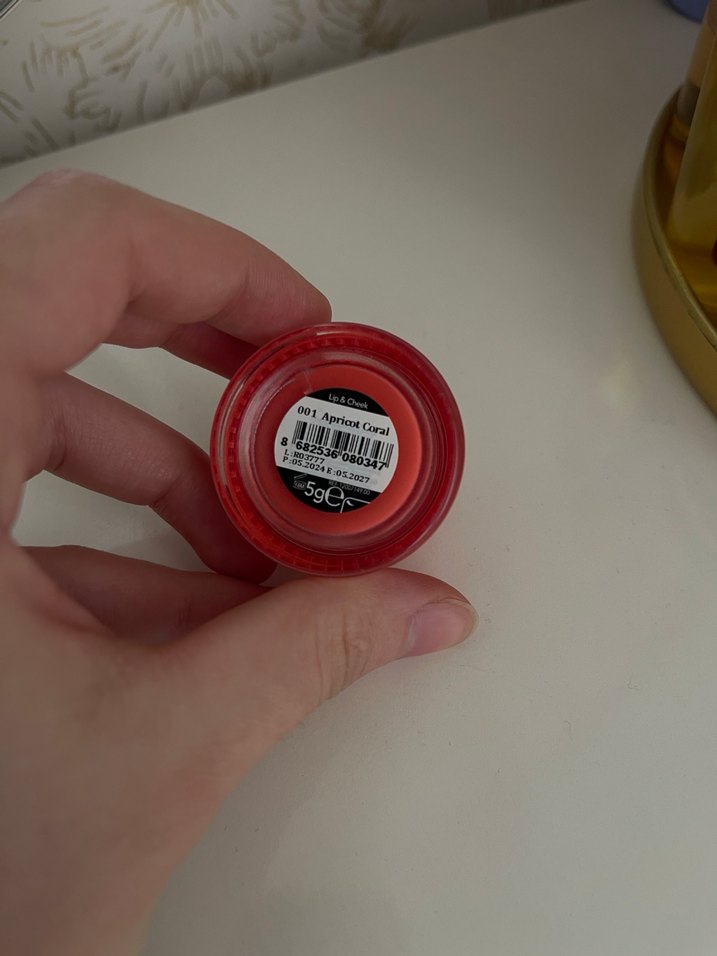 Lip & Cheek
001 Apricot Coral
8 682536 080347
L:R03777
P:05.2024 E:05.2027
5g e